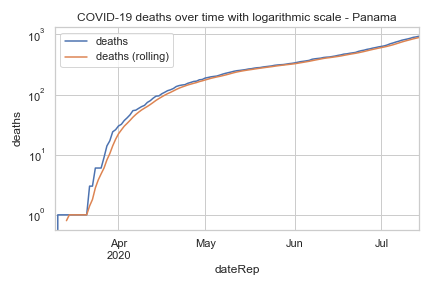 COVID-19 deaths over time with logarithmic scale - Panama
deaths
deaths (rolling)
10³
10²
10¹
10⁰
deaths
Apr
2020
May
Jun
Jul
dateRep